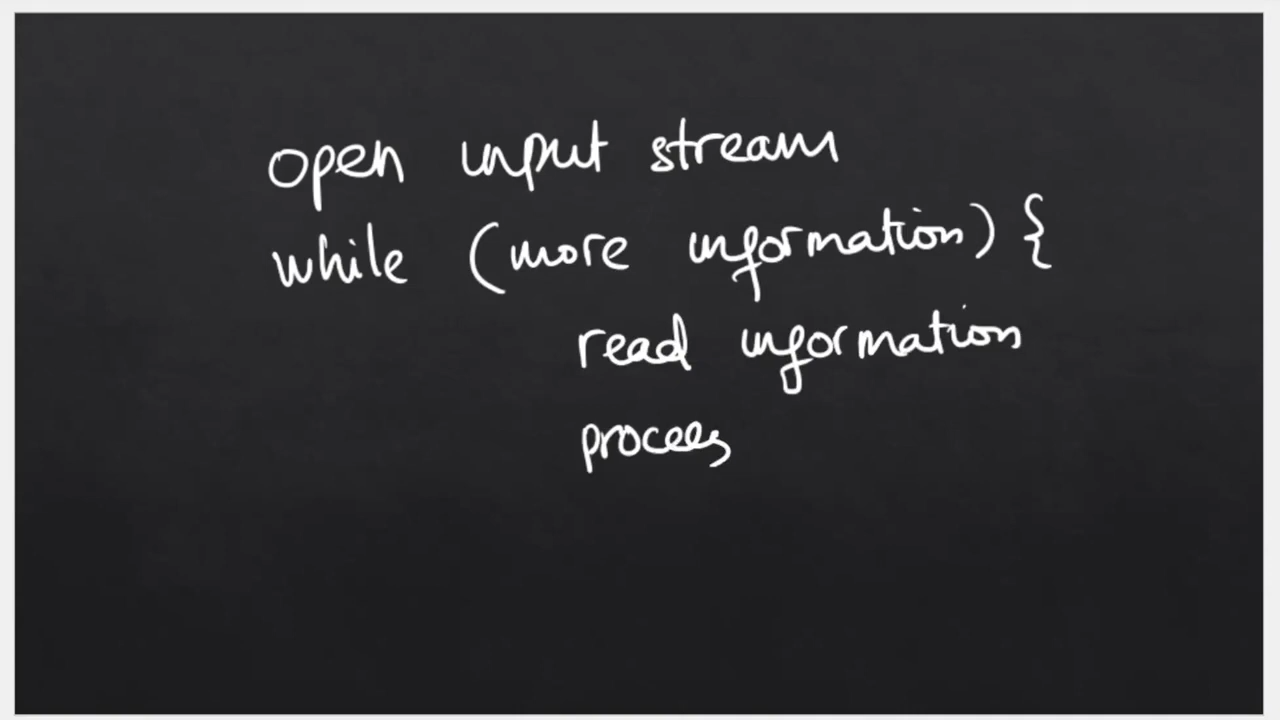 open input stream
while (more information) {
read information
process